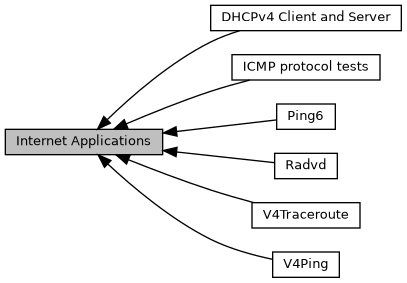 DHCPv4 Client and Server
ICMP protocol tests
Ping6
Internet Applications
Radvd
V4Traceroute
V4Ping